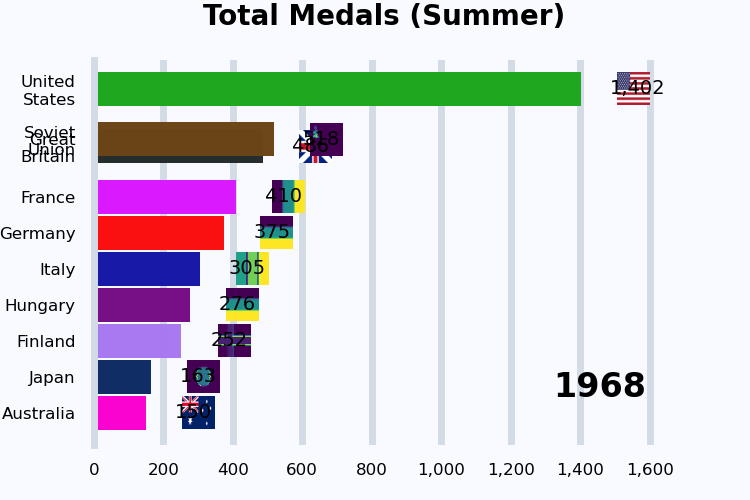 Total Medals (Summer)
United
States
1,402
Soviet
Union
518
Great
Britain
486
France
410
Germany
375
Italy
305
Hungary
276
Finland
252
Japan
163
Australia
150
1968
0 200 400 600 800 1,000 1,200 1,400 1,600